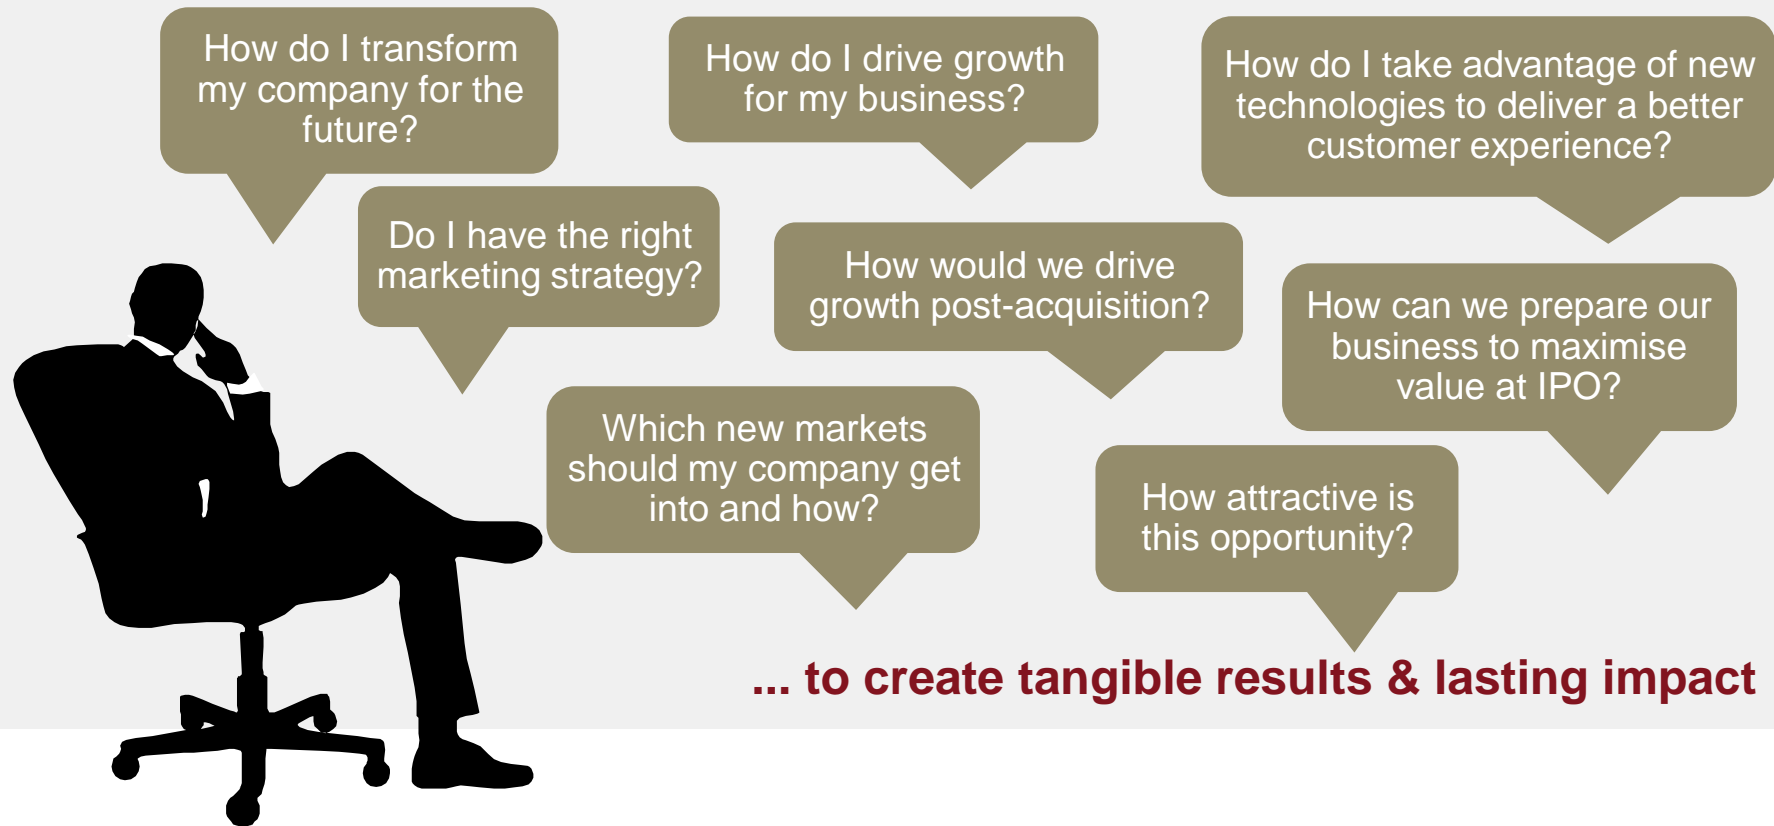 How do I transform
my company for the
future?
How do I drive growth
for my business?
How do I take advantage of new
technologies to deliver a better
customer experience?
Do I have the right
marketing strategy?
How would we drive
growth post-acquisition?
How can we prepare our
business to maximise
value at IPO?
Which new markets
should my company get
into and how?
How attractive is
this opportunity?
... to create tangible results & lasting impact